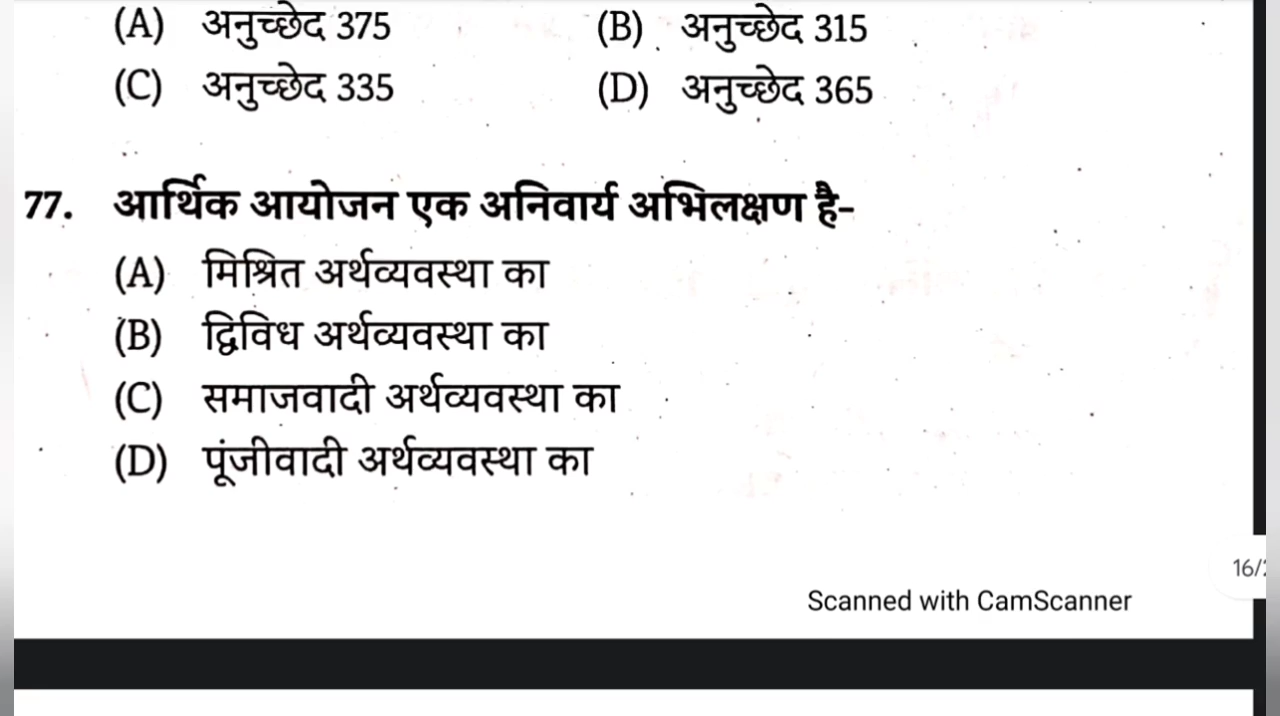 (A) अनुच्छेद 375 (B) अनुच्छेद 315
(C) अनुच्छेद 335 (D) अनुच्छेद 365
77. आर्थिक आयोजन एक अनिवार्य अभिलक्षण है-
(A) मिश्रित अर्थव्यवस्था का
(B) द्विविध अर्थव्यवस्था का
(C) समाजवादी अर्थव्यवस्था का
(D) पूंजीवादी अर्थव्यवस्था का
16/
Scanned with CamScanner